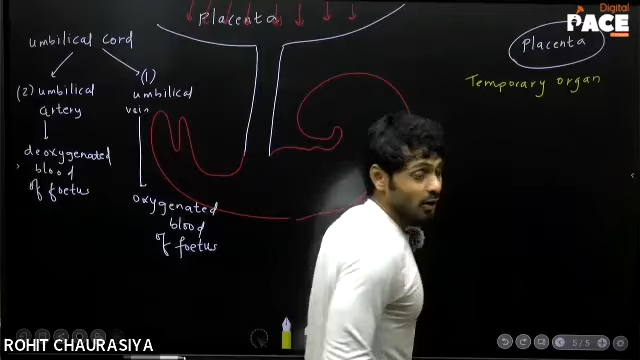 Placenta
umbilical cord
(2) umbilical
artery
deoxygenated
blood
of foetus
(1)
umbilical
vein
oxygenated
blood
of foetus
Digital
PACE
Placenta
Temporary organ
5/5
ROHIT CHAURASIYA